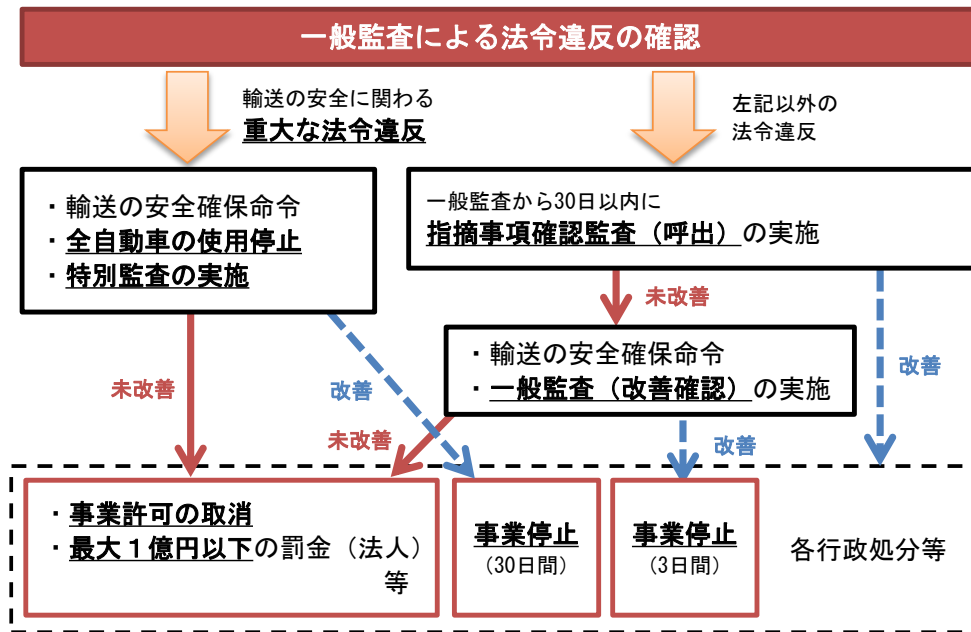 一般監査による法令違反の確認
輸送の安全に関わる
重大な法令違反
左記以外の
法令違反
・輸送の安全確保命令
・全自動車の使用停止
・特別監査の実施
一般監査から30日以内に
指摘事項確認監査（呼出）の実施
未改善
・輸送の安全確保命令
・一般監査（改善確認）の実施
改善
未改善
改善
未改善
改善
・事業許可の取消
・最大１億円以下の罰金（法人）
等
事業停止
（30日間）
事業停止
（3日間）
各行政処分等